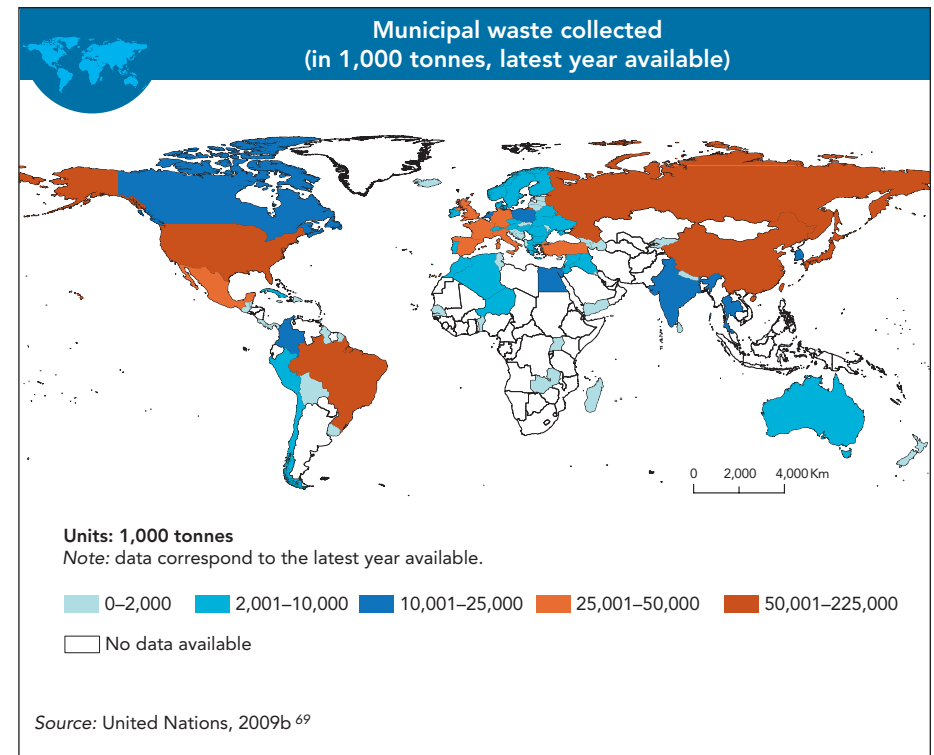 Municipal waste collected
(in 1,000 tonnes, latest year available)
0 2,000 4,000 Km
Units: 1,000 tonnes
Note: data correspond to the latest year available.
0–2,000 2,001–10,000 10,001–25,000 25,001–50,000 50,001–225,000
No data available
Source: United Nations, 2009b 69